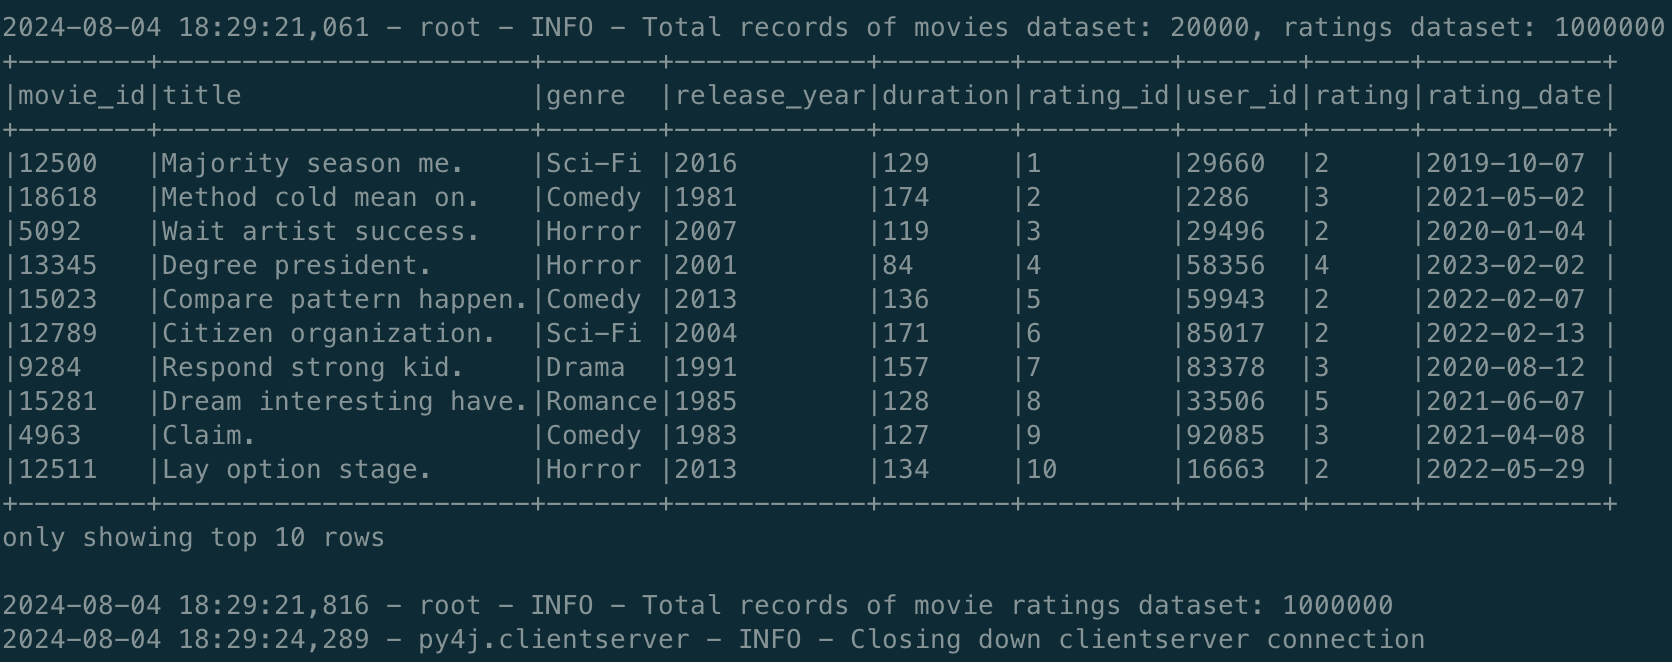 2024-08-04 18:29:21,061 - root - INFO - Total records of movies dataset: 20000, ratings dataset: 1000000
+--------+-----------------------+-------+------------+--------+---------+-------+------+-----------+
|movie_id|title                  |genre  |release_year|duration|rating_id|user_id|rating|rating_date|
+--------+-----------------------+-------+------------+--------+---------+-------+------+-----------+
|12500   |Majority season me.    |Sci-Fi |2016        |129     |1        |29660  |2     |2019-10-07 |
|18618   |Method cold mean on.   |Comedy |1981        |174     |2        |2286   |3     |2021-05-02 |
|5092    |Wait artist success.   |Horror |2007        |119     |3        |29496  |2     |2020-01-04 |
|13345   |Degree president.      |Horror |2001        |84      |4        |58356  |4     |2023-02-02 |
|15023   |Compare pattern happen.|Comedy |2013        |136     |5        |59943  |2     |2022-02-07 |
|12789   |Citizen organization.  |Sci-Fi |2004        |171     |6        |85017  |2     |2022-02-13 |
|9284    |Respond strong kid.    |Drama  |1991        |157     |7        |83378  |3     |2020-08-12 |
|15281   |Dream interesting have.|Romance|1985        |128     |8        |33506  |5     |2021-06-07 |
|4963    |Claim.                 |Comedy |1983        |127     |9        |92085  |3     |2021-04-08 |
|12511   |Lay option stage.      |Horror |2013        |134     |10       |16663  |2     |2022-05-29 |
+--------+-----------------------+-------+------------+--------+---------+-------+------+-----------+
only showing top 10 rows
2024-08-04 18:29:21,816 - root - INFO - Total records of movie ratings dataset: 1000000
2024-08-04 18:29:24,289 - py4j.clientserver - INFO - Closing down clientserver connection